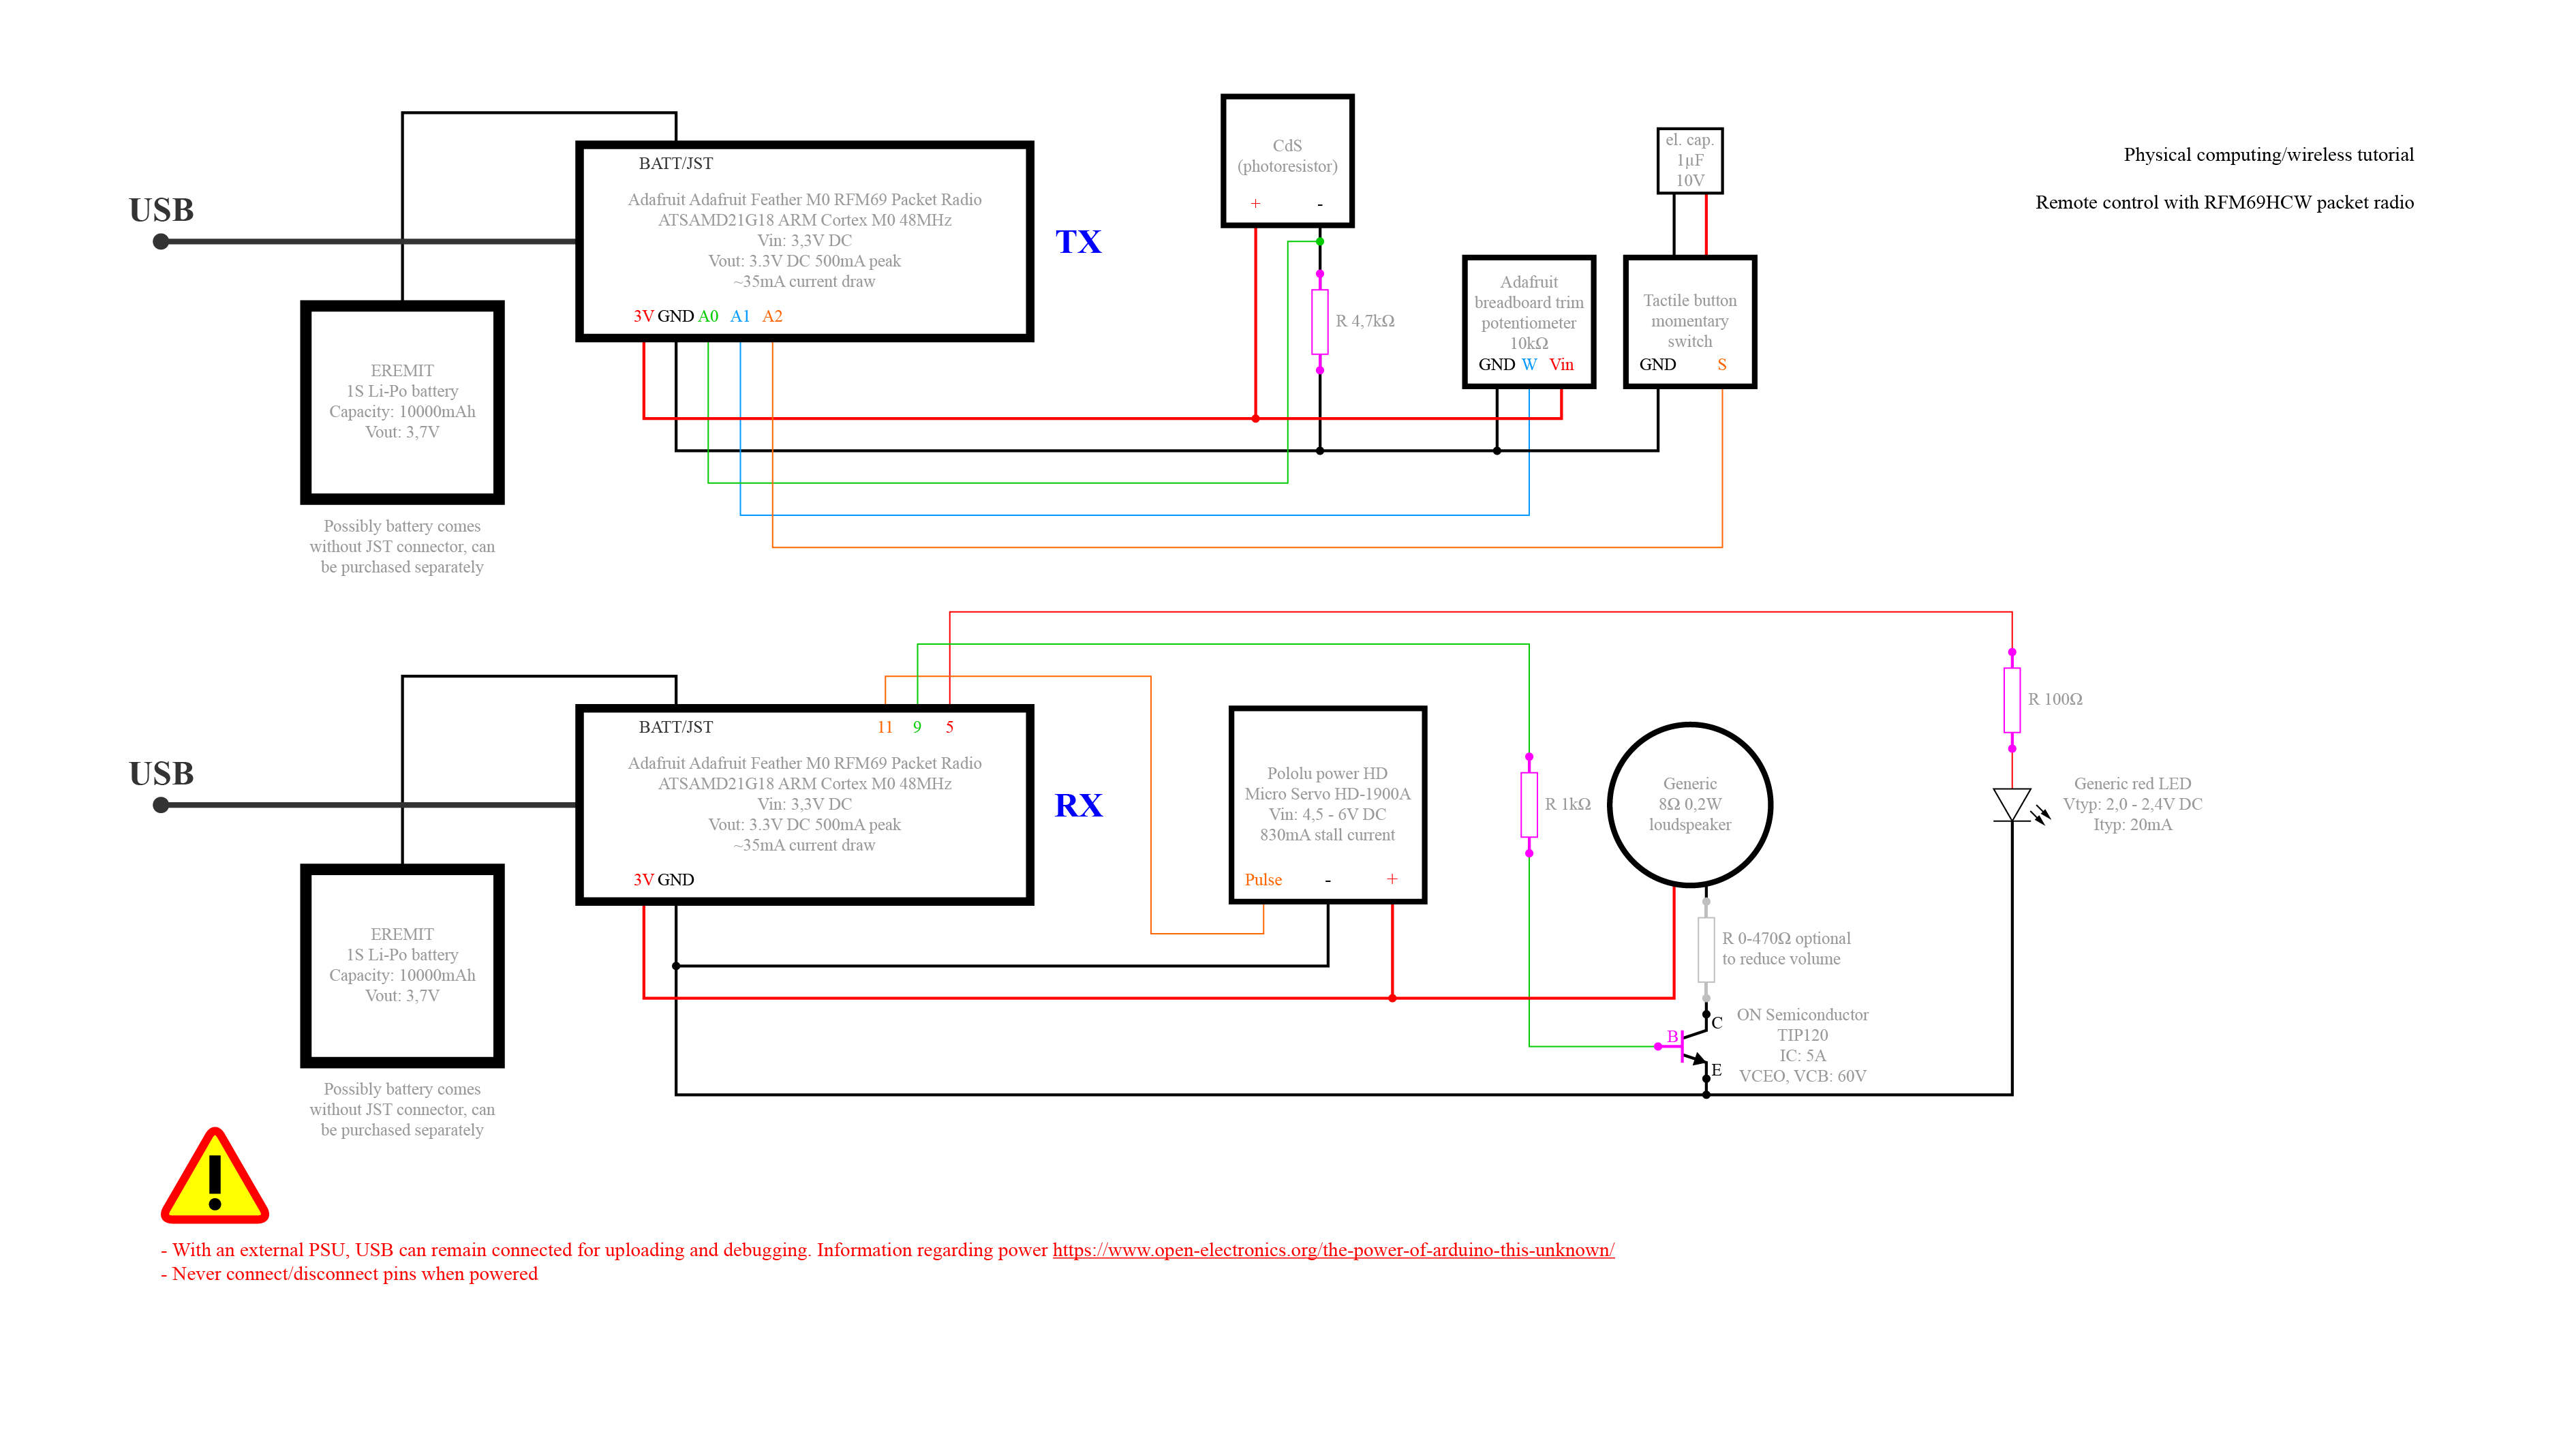 Physical computing/wireless tutorial
Remote control with RFM69HCW packet radio
USB
BATT/JST
Adafruit Adafruit Feather M0 RFM69 Packet Radio
ATSAMD21G18 ARM Cortex M0 48MHz
Vin: 3,3V DC
Vout: 3.3V DC 500mA peak
~35mA current draw
3V GND A0 A1 A2
TX
EREMIT
1S Li-Po battery
Capacity: 10000mAh
Vout: 3,7V
Possibly battery comes
without JST connector, can
be purchased separately
CdS
(photoresistor)
+ -
R 4,7kΩ
Adafruit
breadboard trim
potentiometer
10kΩ
GND W Vin
el. cap.
1µF
10V
Tactile button
momentary
switch
GND S
USB
BATT/JST 11 9 5
Adafruit Adafruit Feather M0 RFM69 Packet Radio
ATSAMD21G18 ARM Cortex M0 48MHz
Vin: 3,3V DC
Vout: 3.3V DC 500mA peak
~35mA current draw
3V GND
RX
EREMIT
1S Li-Po battery
Capacity: 10000mAh
Vout: 3,7V
Possibly battery comes
without JST connector, can
be purchased separately
Pololu power HD
Micro Servo HD-1900A
Vin: 4,5 - 6V DC
830mA stall current
Pulse - +
R 1kΩ
Generic
8Ω 0,2W
loudspeaker
R 0-470Ω optional
to reduce volume
C
B
E
ON Semiconductor
TIP120
IC: 5A
VCEO, VCB: 60V
R 100Ω
Generic red LED
Vtyp: 2,0 - 2,4V DC
Ityp: 20mA
- With an external PSU, USB can remain connected for uploading and debugging. Information regarding power https://www.open-electronics.org/the-power-of-arduino-this-unknown/
- Never connect/disconnect pins when powered